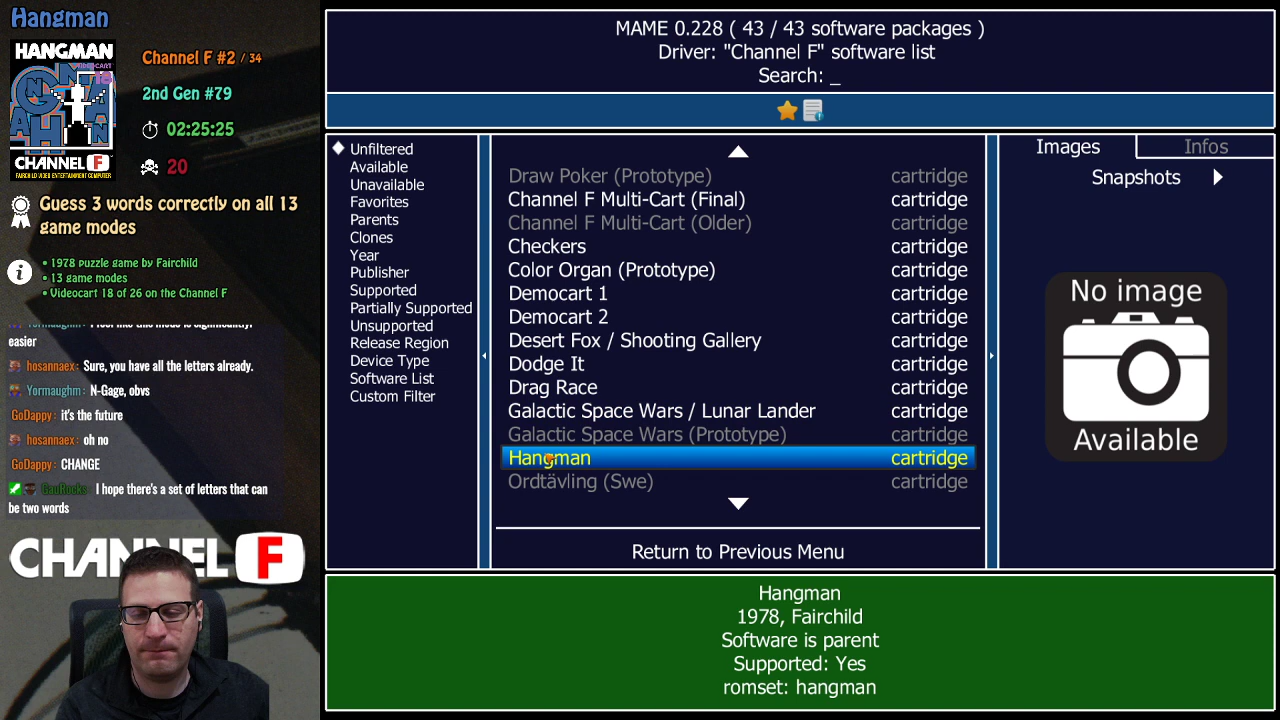 Hangman
HANGMAN
CHANNEL F
FAIRCHILD VIDEO ENTERTAINMENT COMPUTER
Channel F #2 / 34
2nd Gen #79
02:25:25
20
Guess 3 words correctly on all 13
game modes
• 1978 puzzle game by Fairchild
• 13 game modes
• Videocart 18 of 26 on the Channel F
easier
hosannaex: Sure, you have all the letters already.
Yormaughm: N-Gage, obvs
GoDappy: it's the future
hosannaex: oh no
GoDappy: CHANGE
GauRocks: I hope there's a set of letters that can
be two words
CHANNEL F
MAME 0.228 ( 43 / 43 software packages )
Driver: "Channel F" software list
Search: _
Unfiltered
Available
Unavailable
Favorites
Parents
Clones
Year
Publisher
Supported
Partially Supported
Unsupported
Release Region
Device Type
Software List
Custom Filter
Draw Poker (Prototype) cartridge
Channel F Multi-Cart (Final) cartridge
Channel F Multi-Cart (Older) cartridge
Checkers cartridge
Color Organ (Prototype) cartridge
Democart 1 cartridge
Democart 2 cartridge
Desert Fox / Shooting Gallery cartridge
Dodge It cartridge
Drag Race cartridge
Galactic Space Wars / Lunar Lander cartridge
Galactic Space Wars (Prototype) cartridge
Hangman cartridge
Ordtävling (Swe) cartridge
Return to Previous Menu
Images Infos
Snapshots
No image
Available
Hangman
1978, Fairchild
Software is parent
Supported: Yes
romset: hangman